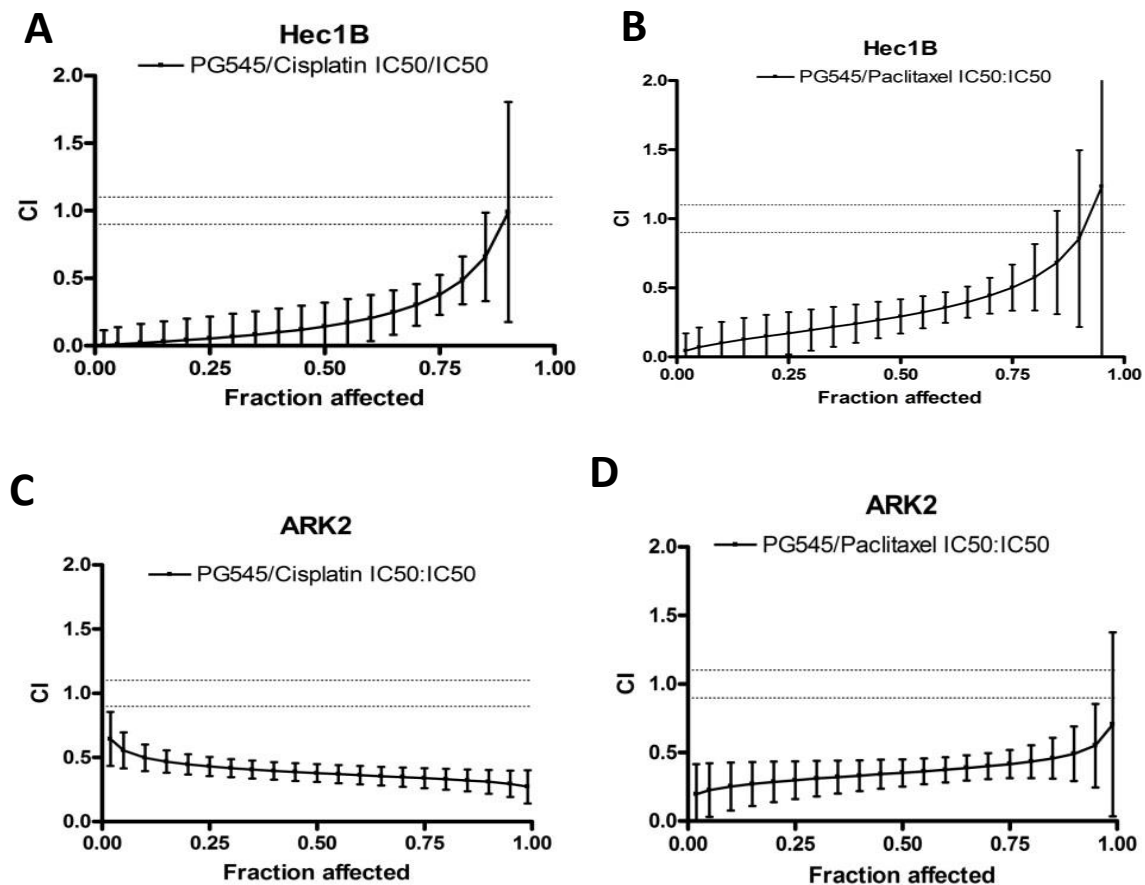 A
Hec1B
PG545/Cisplatin IC50/IC50
2.0
1.5
1.0
0.5
0.0
CI
0.00 0.25 0.50 0.75 1.00
Fraction affected
B
Hec1B
PG545/Paclitaxel IC50:IC50
2.0
1.5
1.0
0.5
0.0
CI
0.00 0.25 0.50 0.75 1.00
Fraction affected
C
ARK2
PG545/Cisplatin IC50:IC50
2.0
1.5
1.0
0.5
0.0
CI
0.00 0.25 0.50 0.75 1.00
Fraction affected
D
ARK2
PG545/Paclitaxel IC50:IC50
2.0
1.5
1.0
0.5
0.0
CI
0.00 0.25 0.50 0.75 1.00
Fraction affected